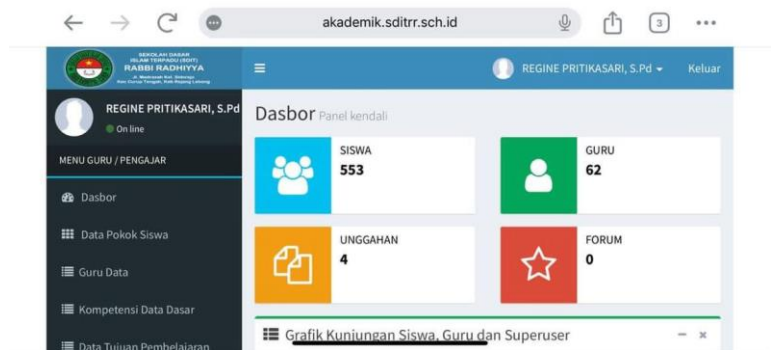 akademik.sditrr.sch.id
3
SEKOLAH DASAR
ISLAM TERPADU (SDIT)
RABBI RADHIYYA
REGINE PRITIKASARI, S.Pd
Keluar
REGINE PRITIKASARI, S.Pd
On line
MENU GURU / PENGAJAR
Dasbor
Data Pokok Siswa
Guru Data
Kompetensi Data Dasar
Data Tujuan Pembelajaran
Dasbor Panel kendali
SISWA
553
GURU
62
UNGGAHAN
4
FORUM
0
Grafik Kunjungan Siswa, Guru dan Superuser